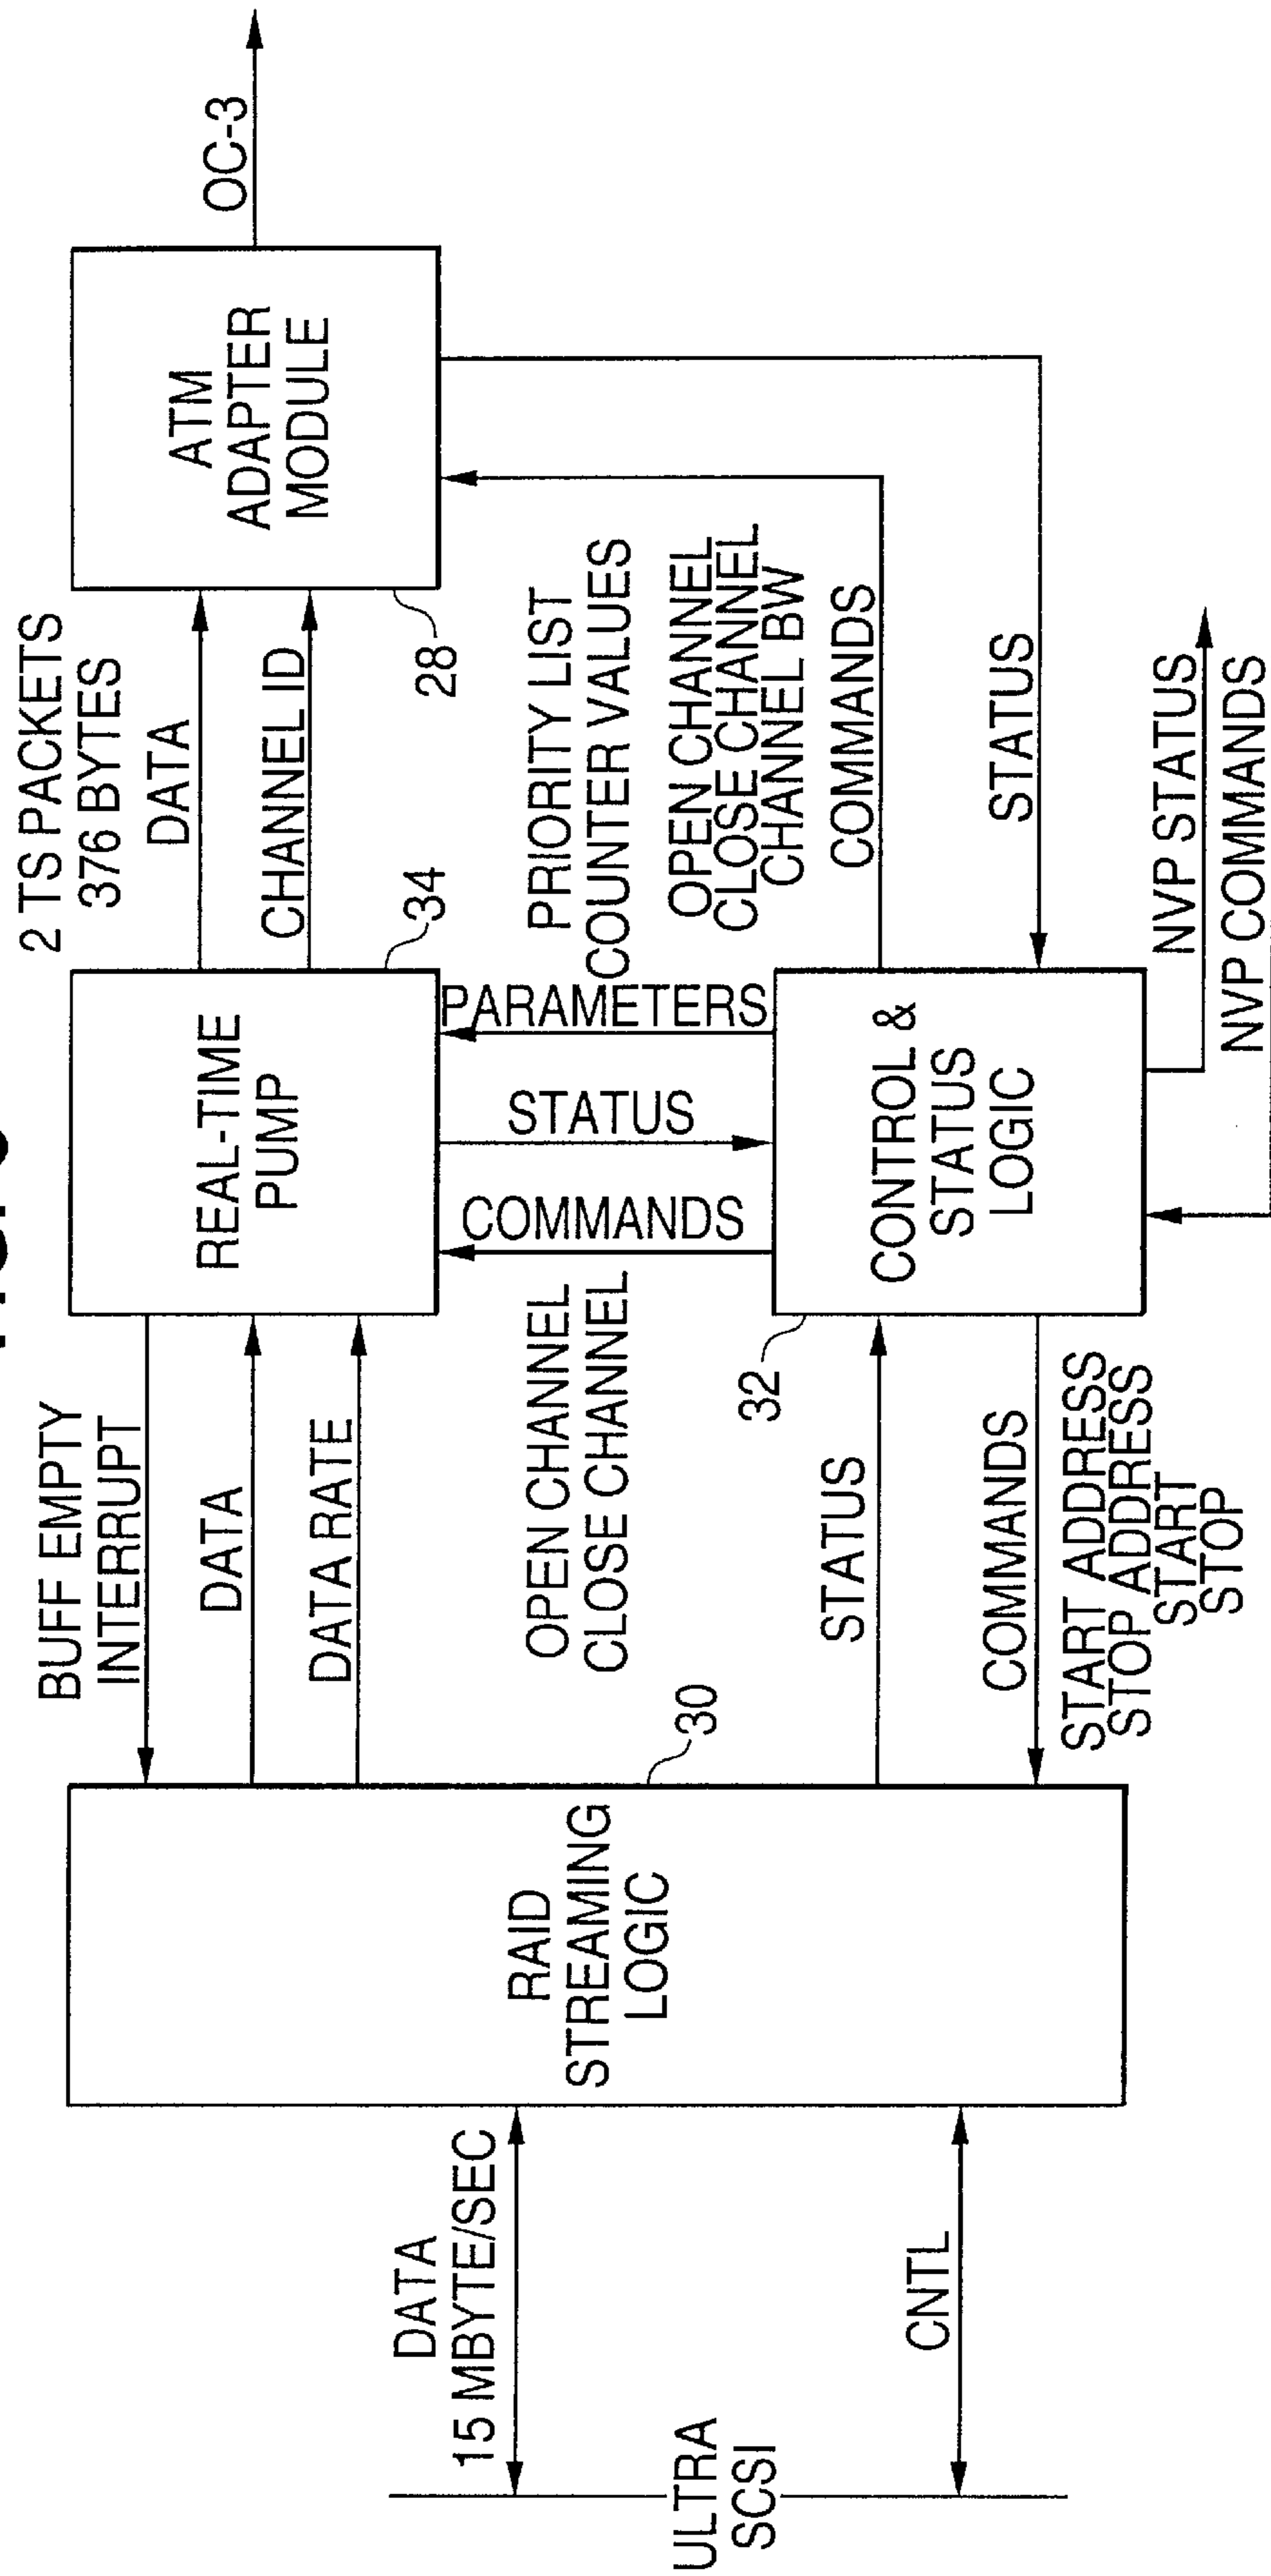 BUFF EMPTY
INTERRUPT
DATA
DATA RATE
2 TS PACKETS
376 BYTES
DATA
CHANNEL ID
OC-3
REAL-TIME
PUMP
34
ATM
ADAPTER
MODULE
28
DATA
15 MBYTE/SEC
ULTRA
SCSI
CNTL
RAID
STREAMING
LOGIC
30
OPEN CHANNEL
CLOSE CHANNEL
COMMANDS
STATUS
PARAMETERS
PRIORITY LIST
COUNTER VALUES
OPEN CHANNEL
CLOSE CHANNEL
CHANNEL BW
COMMANDS
STATUS
32
CONTROL &
STATUS
LOGIC
STATUS
COMMANDS
START ADDRESS
STOP ADDRESS
START
STOP
NVP STATUS
NVP COMMANDS